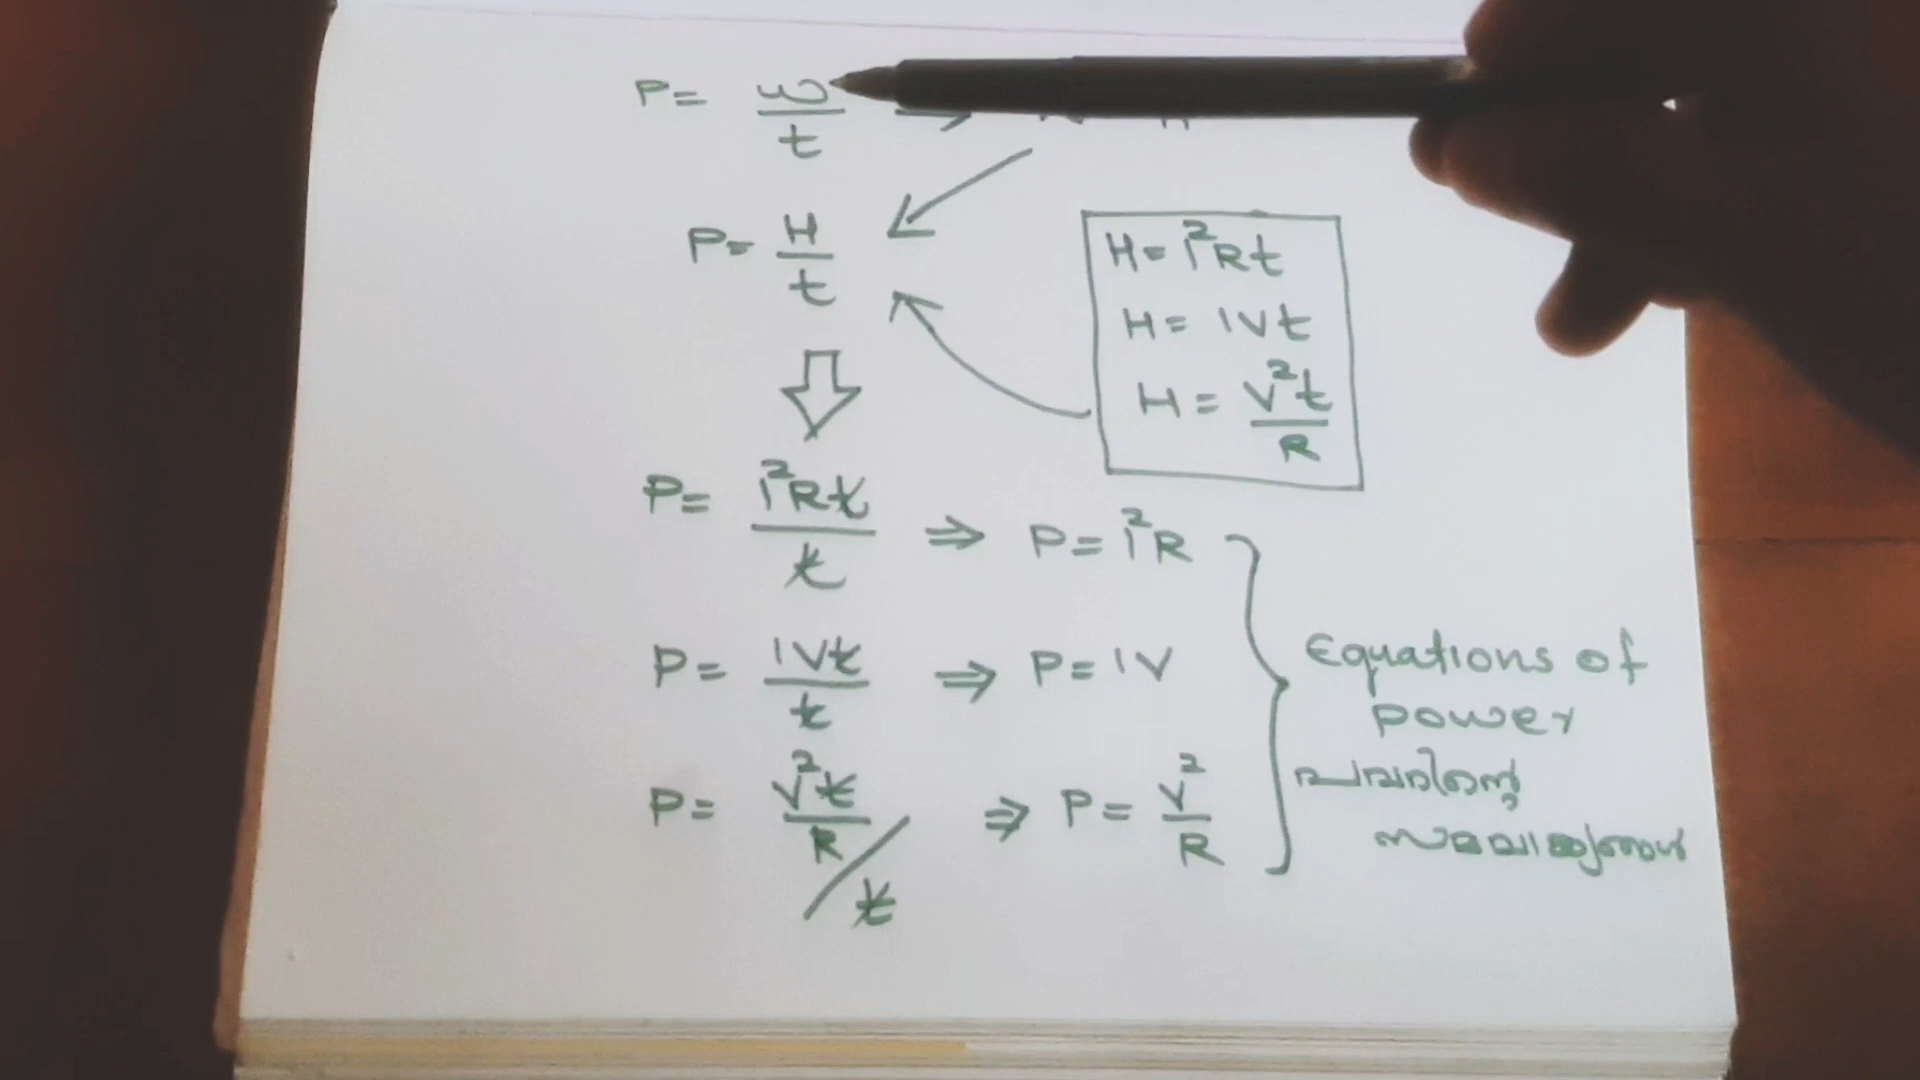 P = ω/t →
P = H/t
H = I²Rt
H = IVt
H = V²t/R
P = I²Rt/t ⇒ P = I²R
P = IVt/t ⇒ P = IV
P = V²t/R/t ⇒ P = V²/R
Equations of
power
പവറിന്റെ
സമവാക്യങ്ങൾ